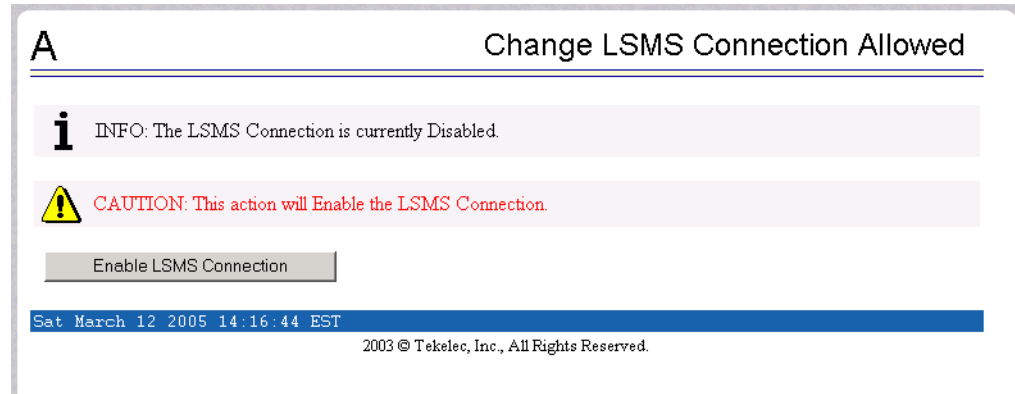 A
Change LSMS Connection Allowed
INFO: The LSMS Connection is currently Disabled.
CAUTION: This action will Enable the LSMS Connection.
Enable LSMS Connection
Sat March 12 2005 14:16:44 EST
2003 © Tekelec, Inc., All Rights Reserved.